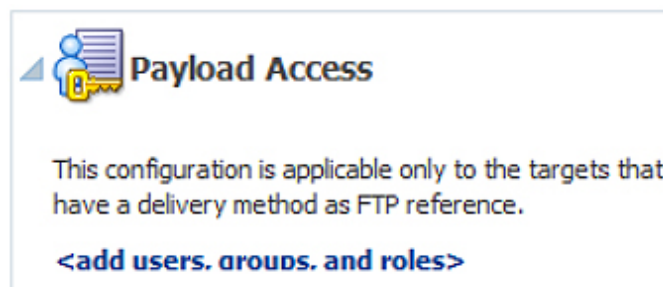 Payload Access
This configuration is applicable only to the targets that
have a delivery method as FTP reference.
<add users, groups, and roles>